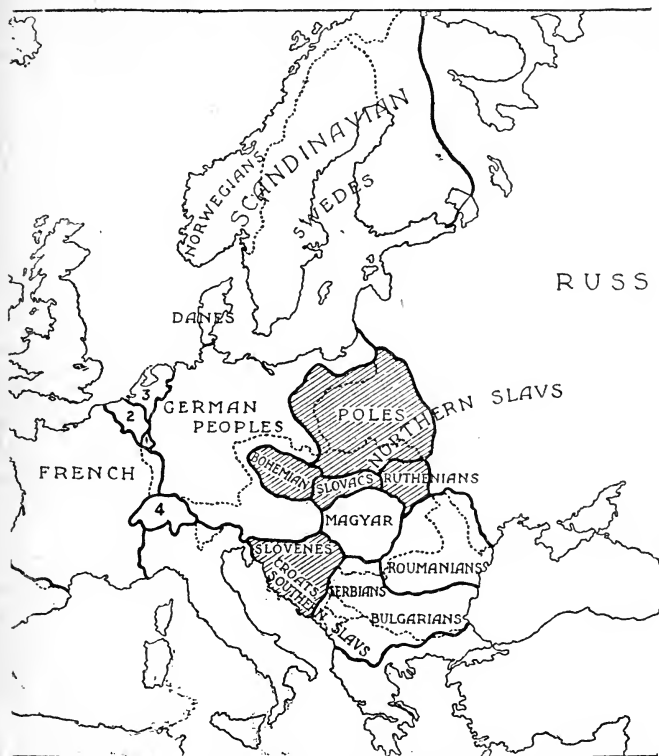 NORWEGIANS
SCANDINAVIAN
SWEDES
RUSS
DANES
3
2
1
GERMAN
PEOPLES
POLES
NORTHERN SLAVS
FRENCH
BOHEMIAN
SLOVACS
RUTHENIANS
4
MAGYAR
SLOVENES
CROATS
SOUTHERN SLAVS
ROUMANIANS
SERBIANS
BULGARIANS